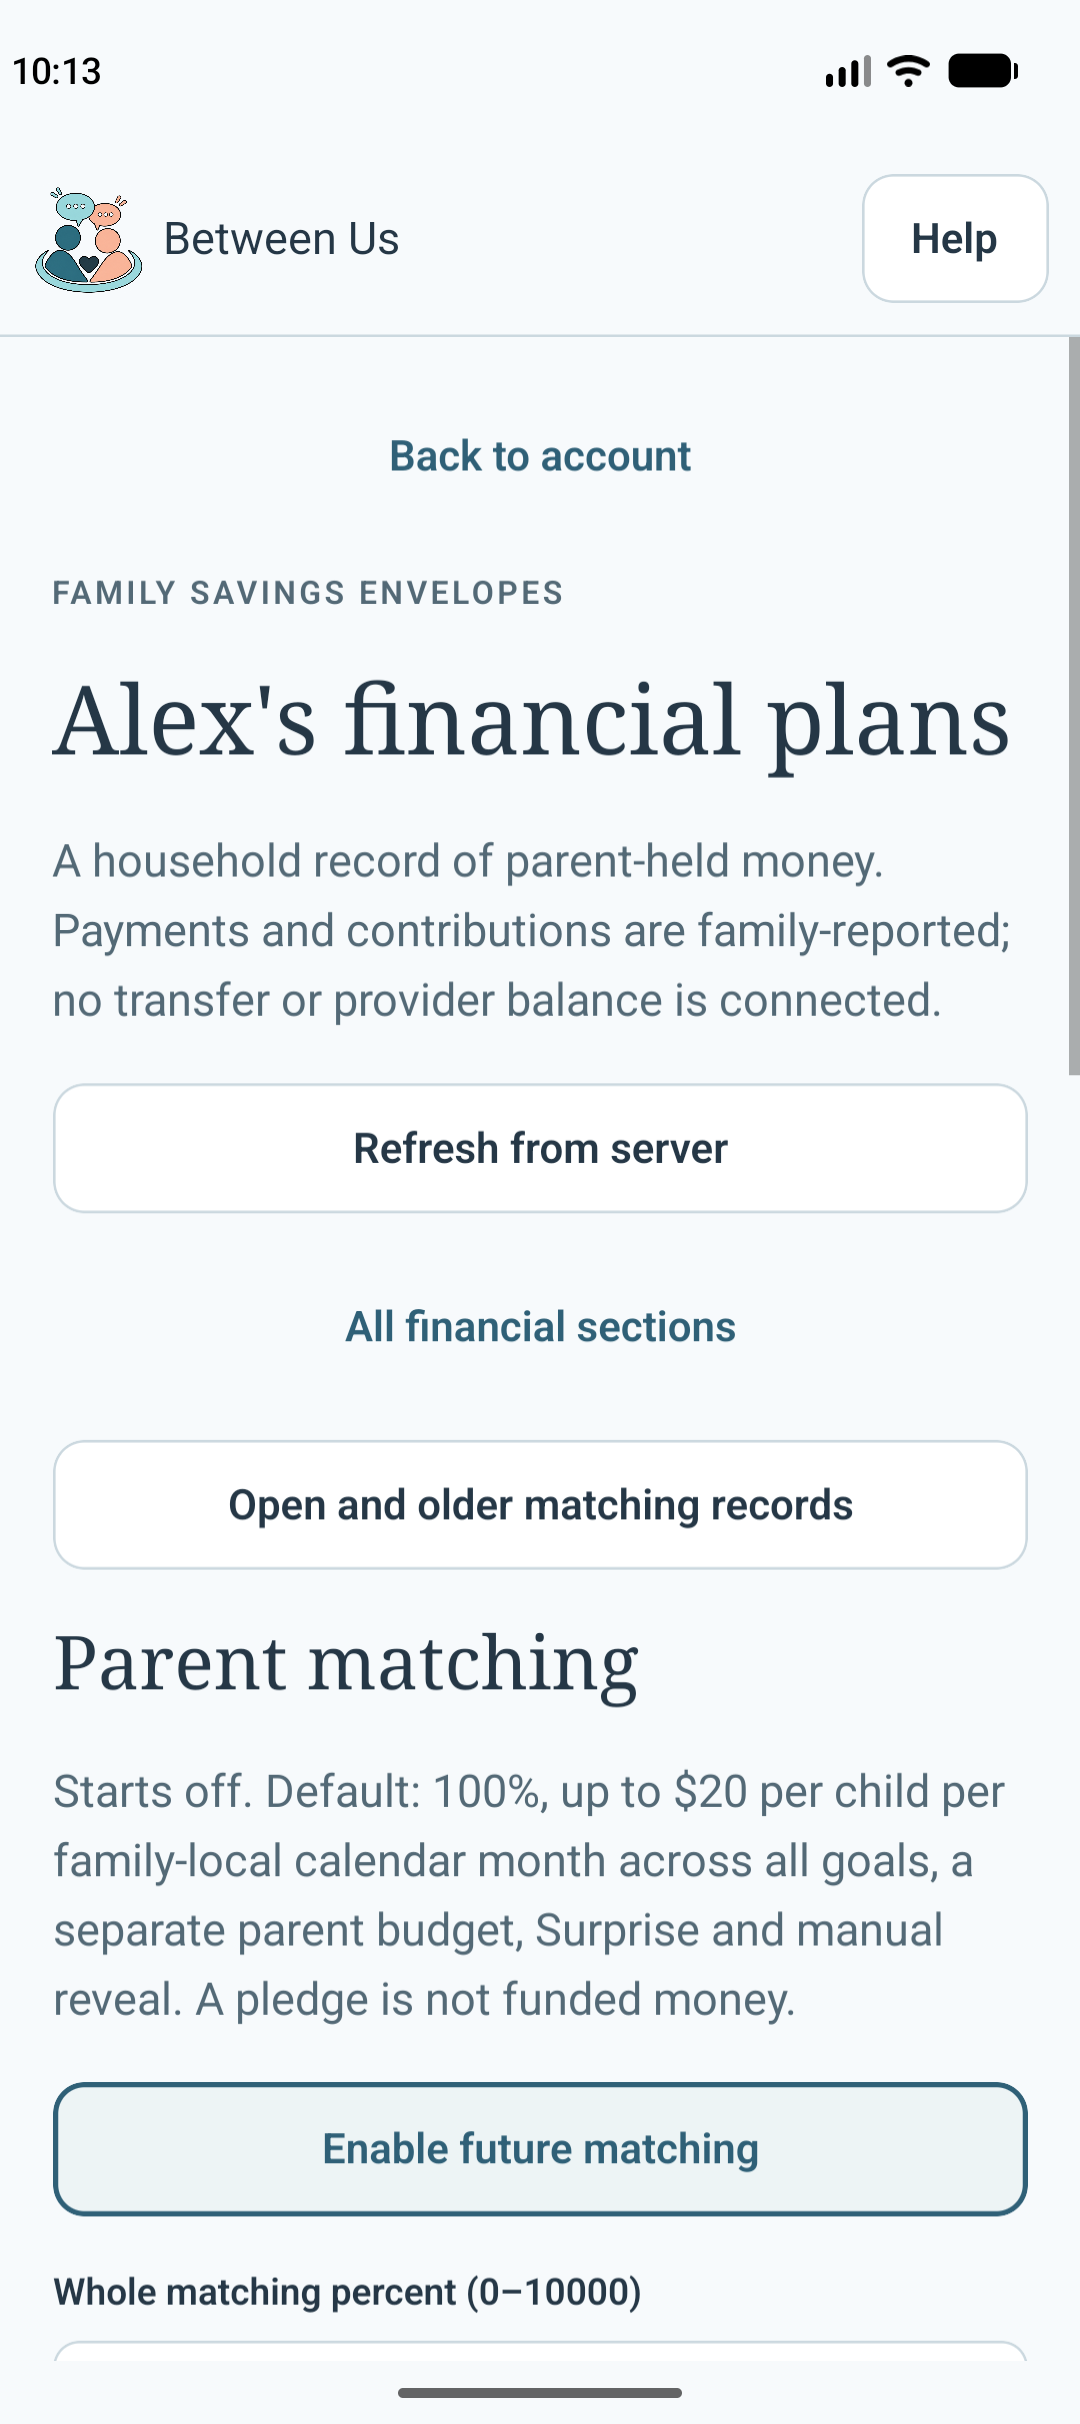 10:13
Between Us
Help
Back to account
FAMILY SAVINGS ENVELOPES
Alex's financial plans
A household record of parent-held money.
Payments and contributions are family-reported;
no transfer or provider balance is connected.
Refresh from server
All financial sections
Open and older matching records
Parent matching
Starts off. Default: 100%, up to $20 per child per
family-local calendar month across all goals, a
separate parent budget, Surprise and manual
reveal. A pledge is not funded money.
Enable future matching
Whole matching percent (0–10000)